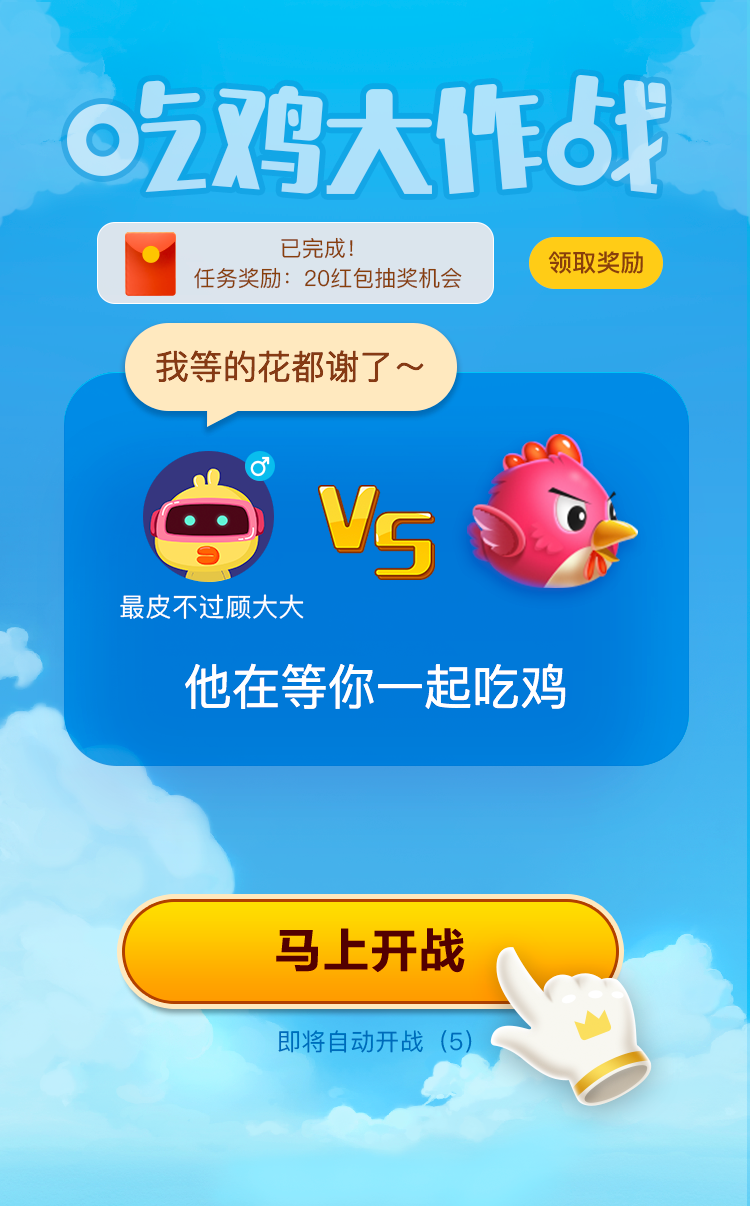 吃鸡大作战
已完成！
任务奖励：20红包抽奖机会
领取奖励
我等的花都谢了～
VS
最皮不过顾大大
他在等你一起吃鸡
马上开战
即将自动开战（5）